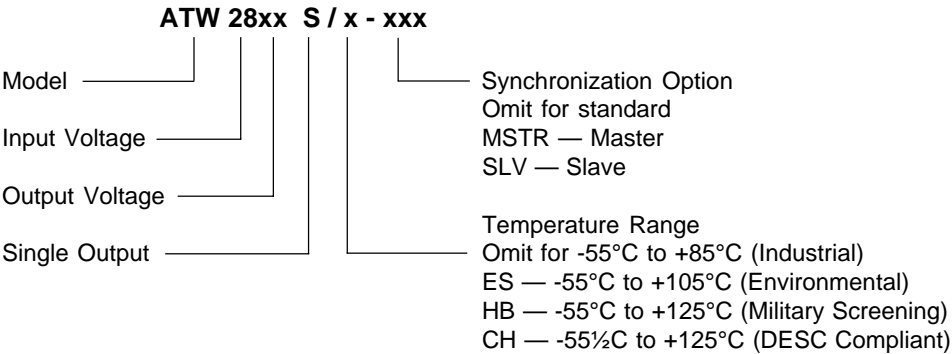 ATW 28xx S / x - xxx
Model
Input Voltage
Output Voltage
Single Output
Synchronization Option
Omit for standard
MSTR — Master
SLV — Slave
Temperature Range
Omit for -55°C to +85°C (Industrial)
ES — -55°C to +105°C (Environmental)
HB — -55°C to +125°C (Military Screening)
CH — -55½C to +125°C (DESC Compliant)